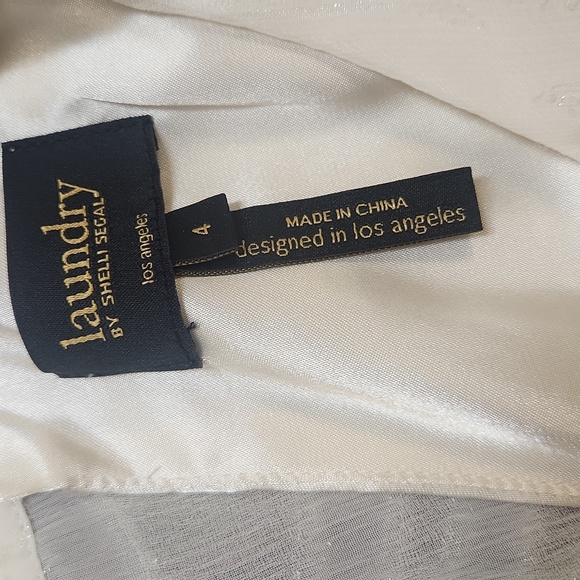 laundry
BY SHELLI SEGAL
los angeles
4
MADE IN CHINA
designed in los angeles